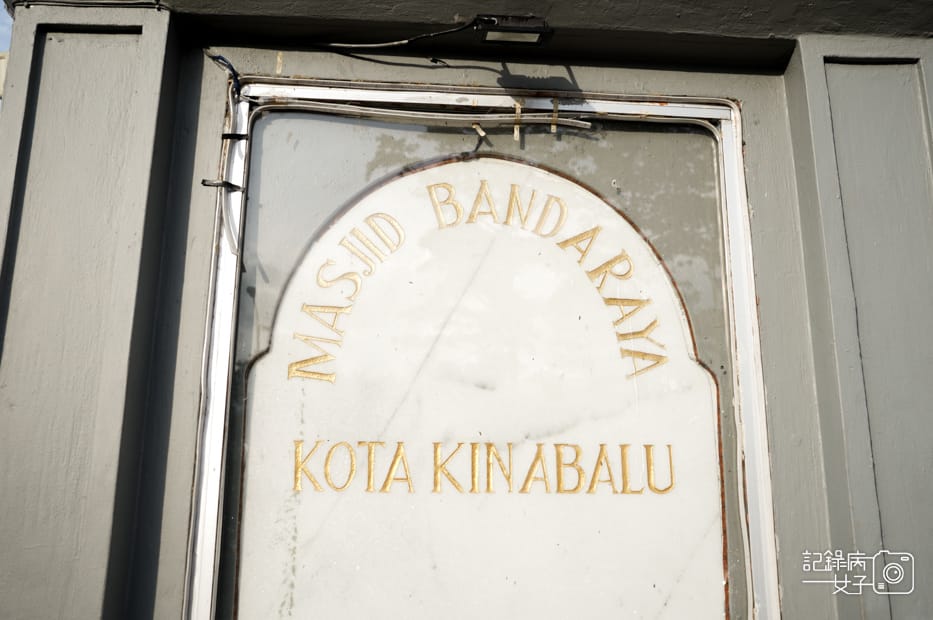 MASJID BANDARAYA
KOTA KINABALU
記錄病
女子